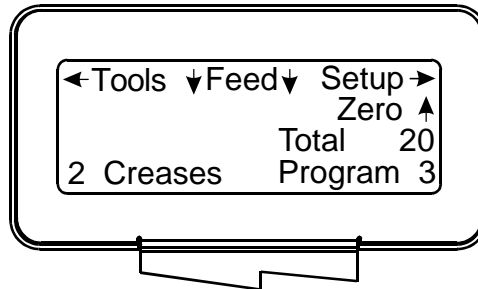 ←Tools ↓Feed↓ Setup→
Zero ↑
Total 20
2 Creases Program 3